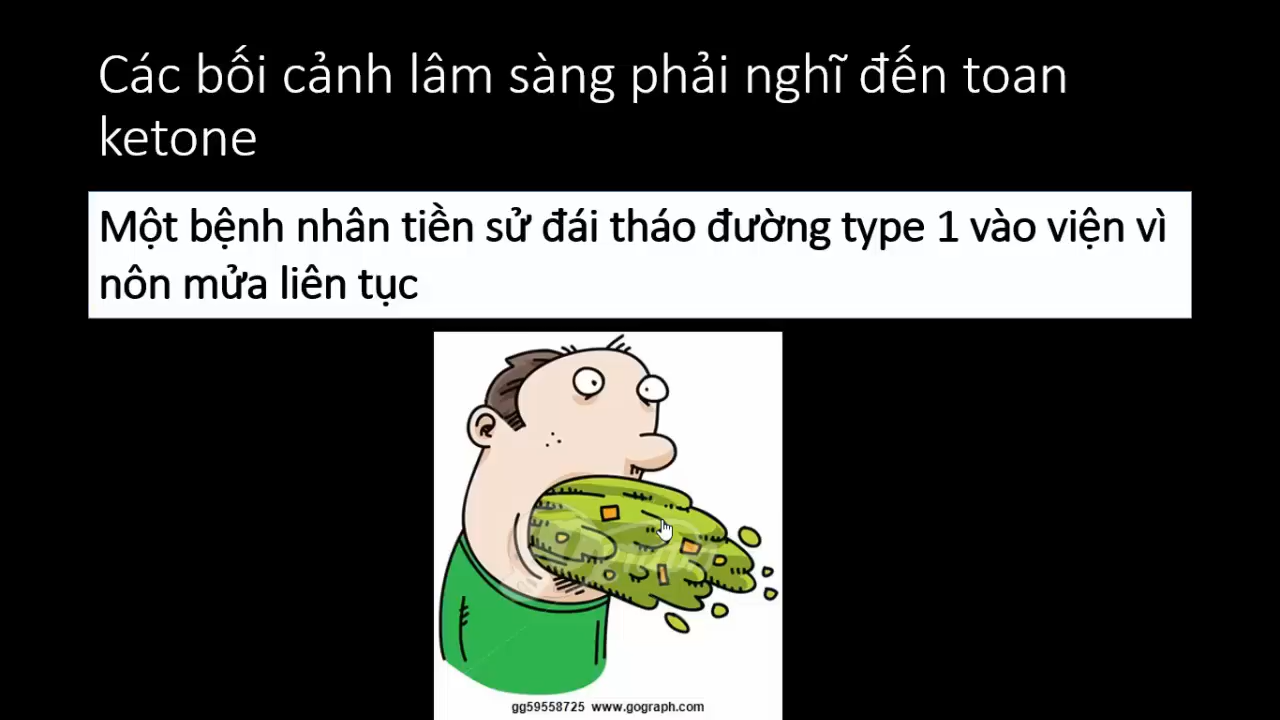 Các bối cảnh lâm sàng phải nghĩ đến toan
ketone
Một bệnh nhân tiền sử đái tháo đường type 1 vào viện vì
nôn mửa liên tục
gg59558725 www.gograph.com